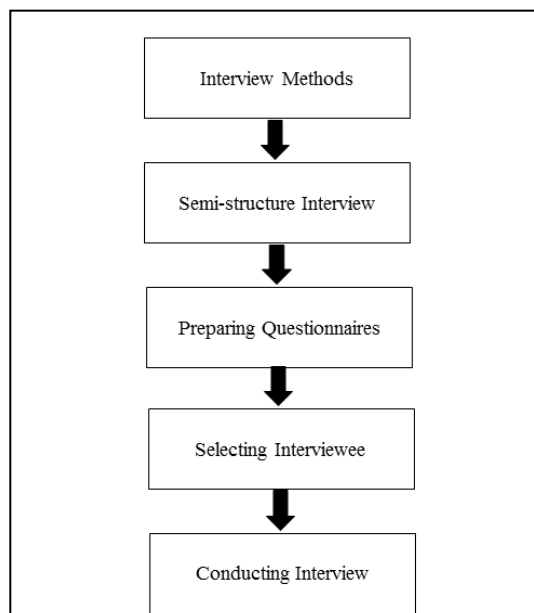 Interview Methods
Semi-structure Interview
Preparing Questionnaires
Selecting Interviewee
Conducting Interview